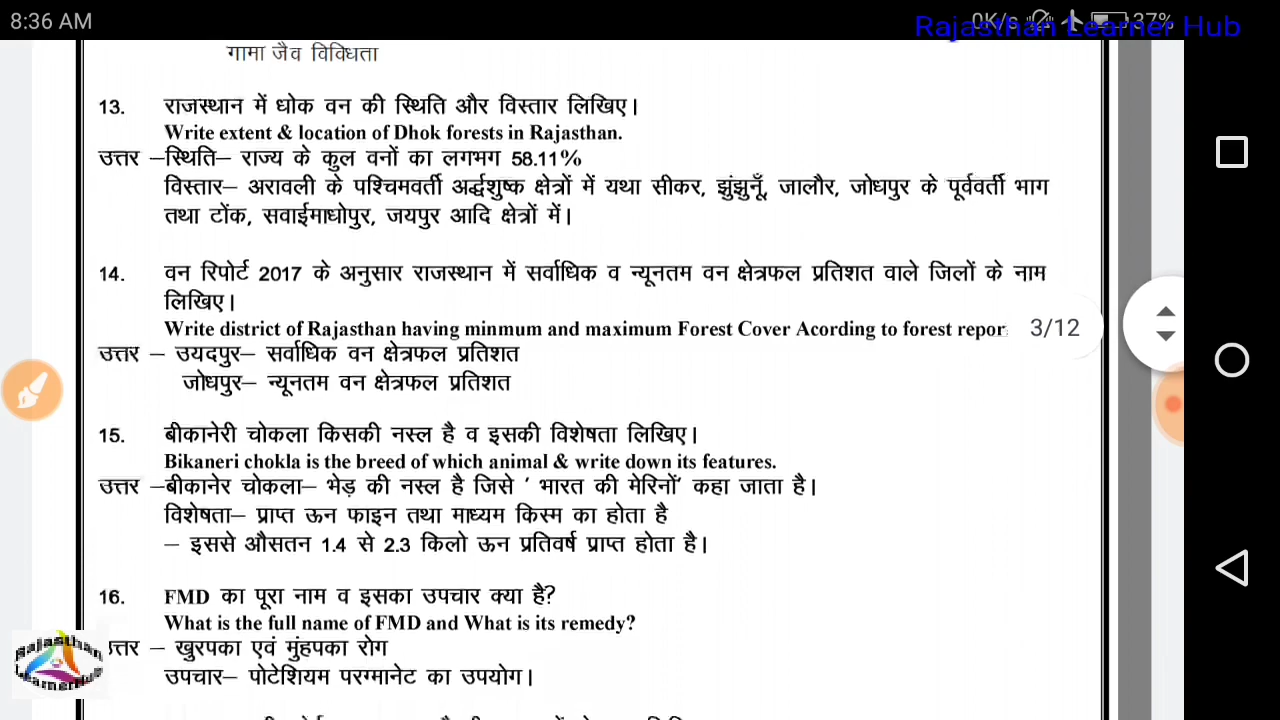 8:36 AM
0K/s 37%
Rajasthan Learner Hub
गामा जैव विविधता
13. राजस्थान में धोक वन की स्थिति और विस्तार लिखिए।
Write extent & location of Dhok forests in Rajasthan.
उत्तर –स्थिति– राज्य के कुल वनों का लगभग 58.11%
विस्तार– अरावली के पश्चिमवर्ती अर्द्धशुष्क क्षेत्रों में यथा सीकर, झुंझुनूँ, जालौर, जोधपुर के पूर्ववर्ती भाग
तथा टोंक, सवाईमाधोपुर, जयपुर आदि क्षेत्रों में।
14. वन रिपोर्ट 2017 के अनुसार राजस्थान में सर्वाधिक व न्यूनतम वन क्षेत्रफल प्रतिशत वाले जिलों के नाम
लिखिए।
Write district of Rajasthan having minmum and maximum Forest Cover Acording to forest repor
3/12
उत्तर – उयदपुर– सर्वाधिक वन क्षेत्रफल प्रतिशत
जोधपुर– न्यूनतम वन क्षेत्रफल प्रतिशत
15. बीकानेरी चोकला किसकी नस्ल है व इसकी विशेषता लिखिए।
Bikaneri chokla is the breed of which animal & write down its features.
उत्तर –बीकानेर चोकला– भेड़ की नस्ल है जिसे ‘ भारत की मेरिनों’ कहा जाता है।
विशेषता– प्राप्त ऊन फाइन तथा माध्यम किस्म का होता है
– इससे औसतन 1.4 से 2.3 किलो ऊन प्रतिवर्ष प्राप्त होता है।
16. FMD का पूरा नाम व इसका उपचार क्या है?
What is the full name of FMD and What is its remedy?
उत्तर – खुरपका एवं मुंहपका रोग
उपचार– पोटेशियम परग्मानेट का उपयोग।
Rajasthan
LearnerHub